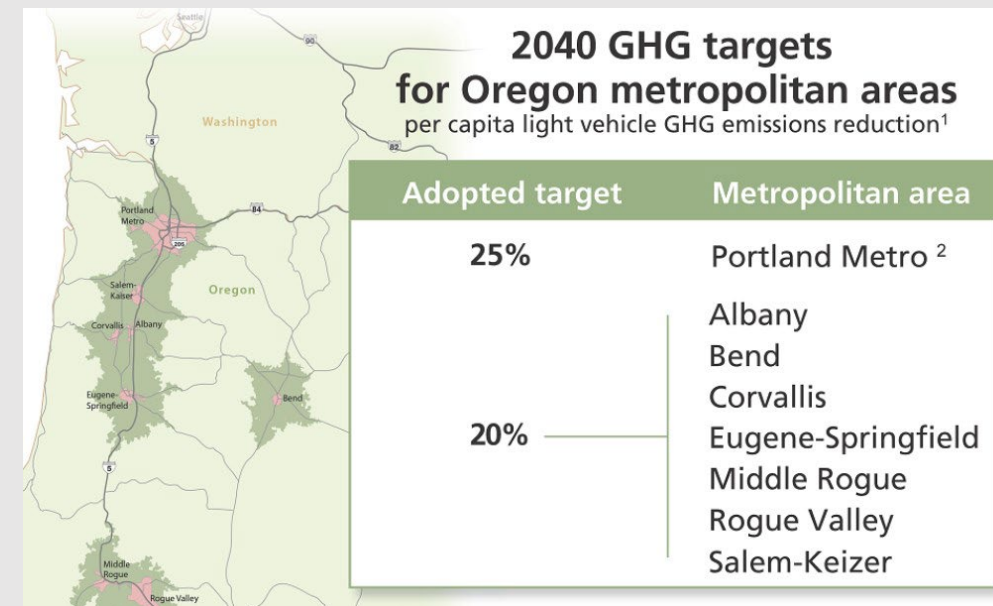 Seattle
90
2040 GHG targets
for Oregon metropolitan areas
per capita light vehicle GHG emissions reduction¹
Washington
5
82
Adopted target Metropolitan area
Portland
Metro
84
205
25% Portland Metro ²
Salem-
Kaiser
Oregon
Albany
Corvallis Albany
Bend
Corvallis
Eugene-
Springfield
Bend
20% Eugene-Springfield
Middle Rogue
5
Rogue Valley
Salem-Keizer
Middle
Rogue
Rogue Valley